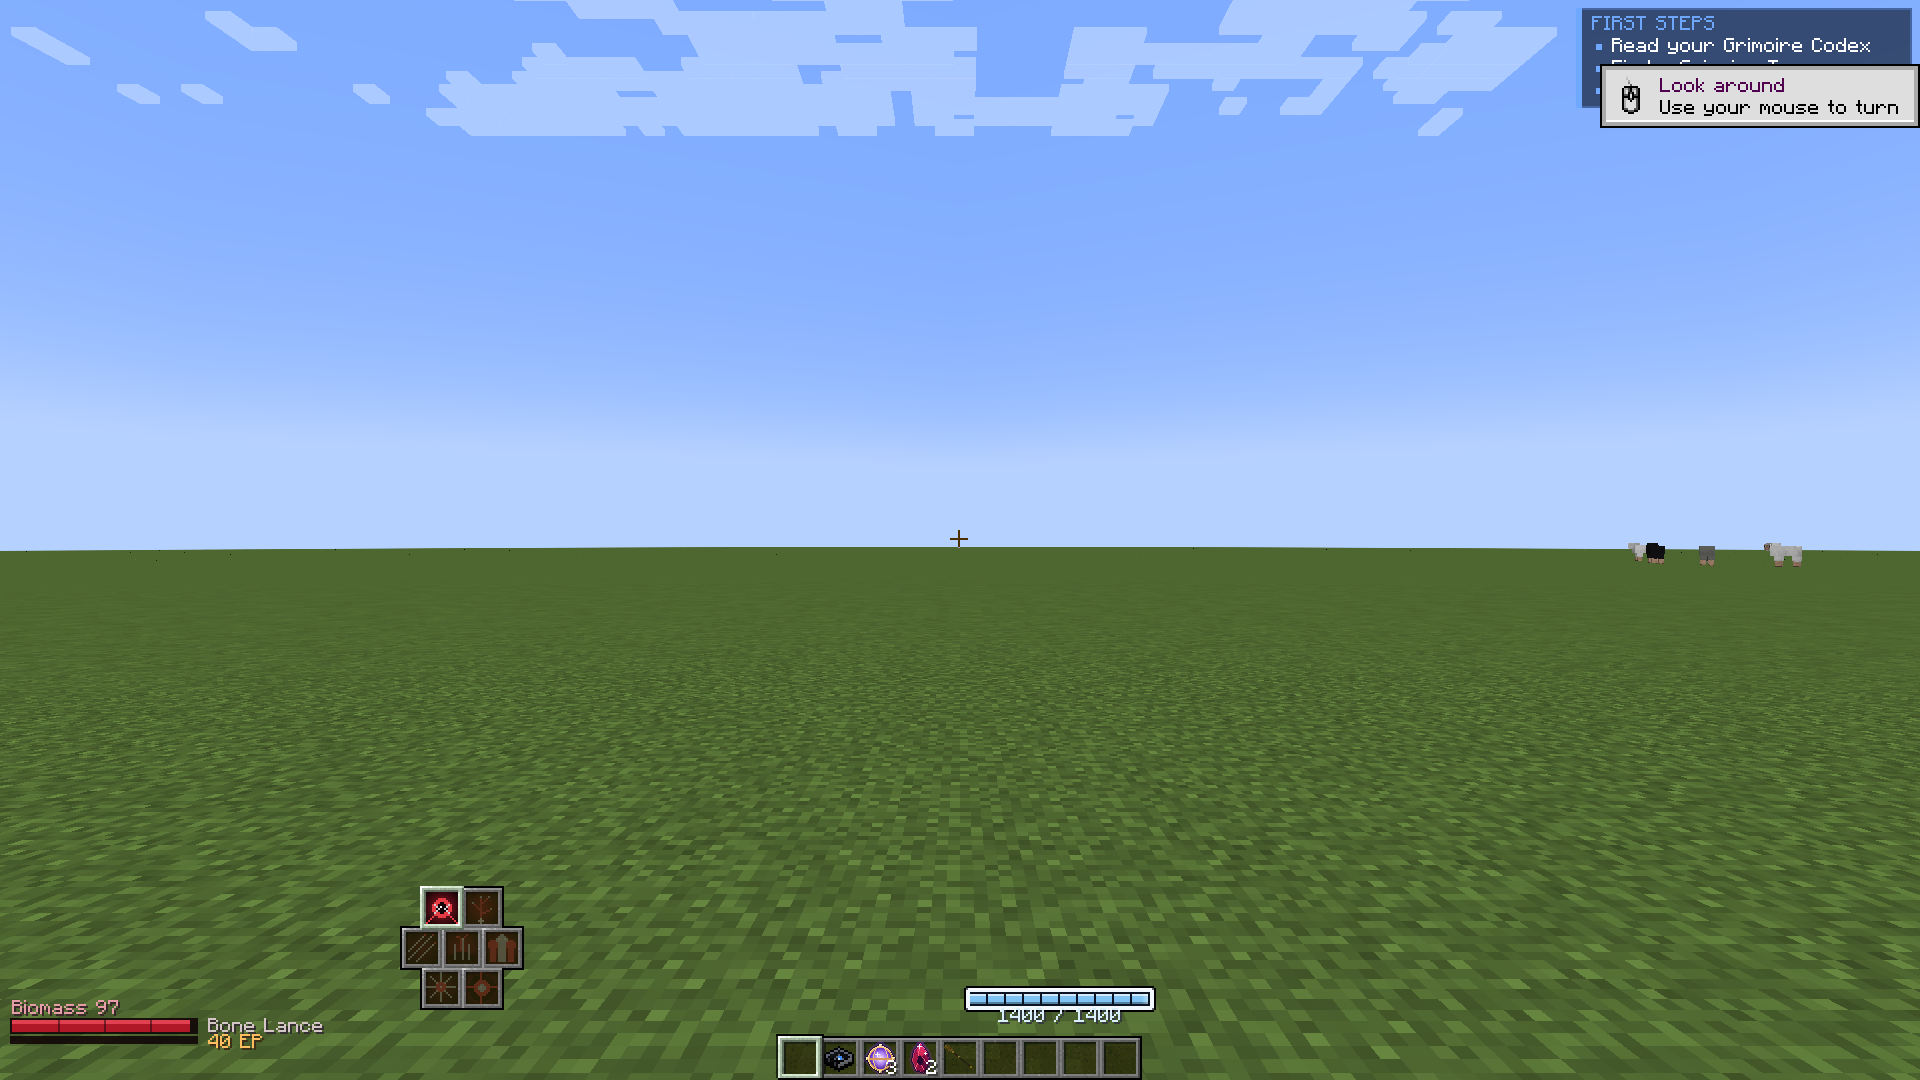 FIRST STEPS
Read your Grimoire Codex
Look around
Use your mouse to turn
Biomass 97
Bone Lance
40 EP
1400 / 1400
3
2